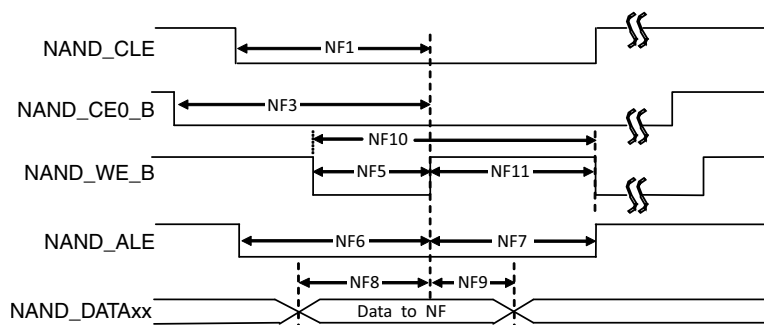 NAND_CLE
NF1
NAND_CE0_B
NF3
NF10
NAND_WE_B
NF5
NF11
NAND_ALE
NF6
NF7
NF8
NF9
NAND_DATAxx
Data to NF